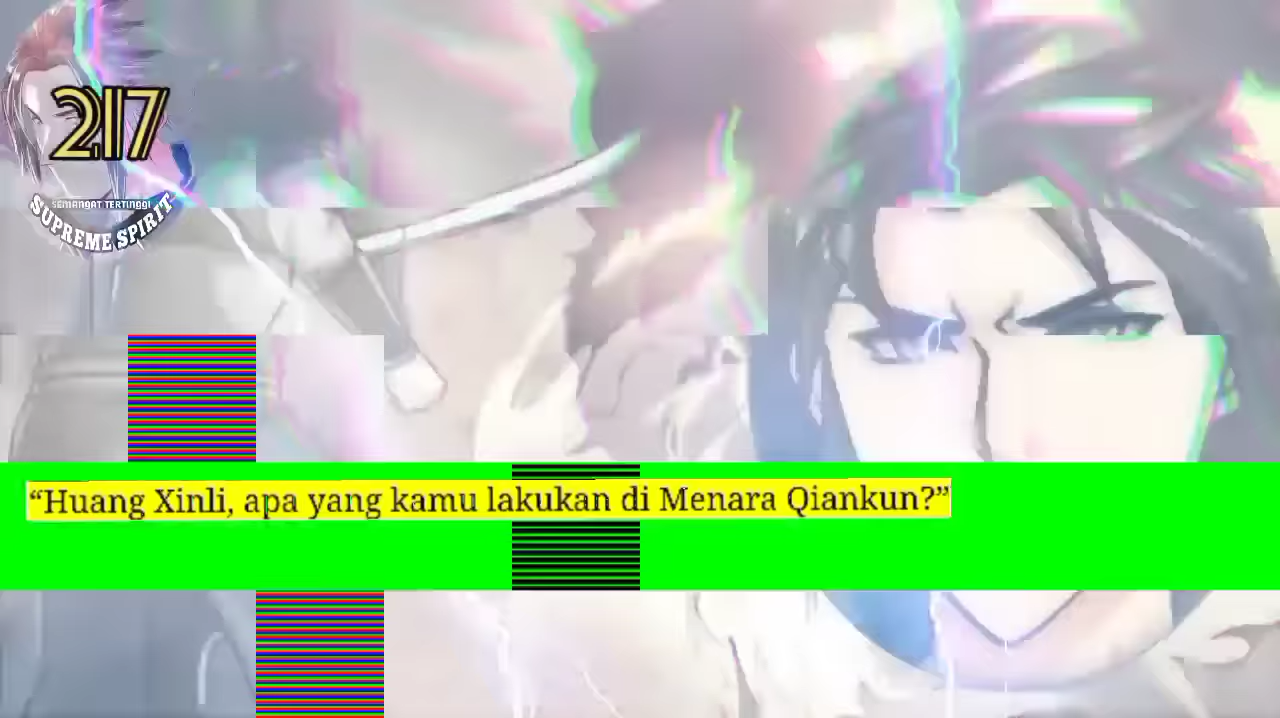 217
SEMANGAT TERTINGGI
SUPREME SPIRIT
“Huang Xinli, apa yang kamu lakukan di Menara Qiankun?”